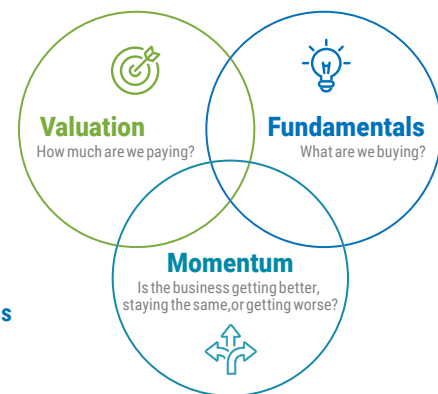 Valuation
How much are we paying?
Fundamentals
What are we buying?
Momentum
Is the business getting better,
staying the same,or getting worse?
s